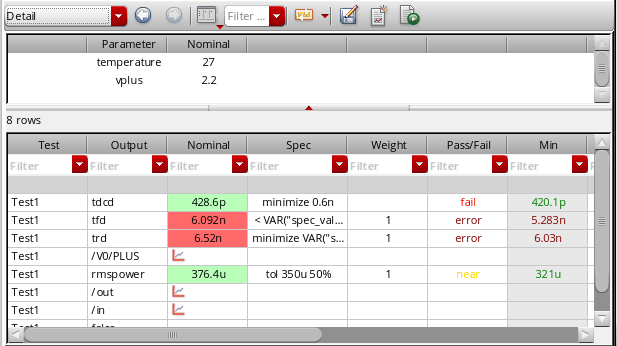 Detail Filter ...
Parameter Nominal
temperature 27
vplus 2.2
8 rows
Test Output Nominal Spec Weight Pass/Fail Min
Filter Filter Filter Filter Filter Filter Filter
Test1 tdcd 428.6p minimize 0.6n fail 420.1p
Test1 tfd 6.092n < VAR("spec_val... 1 error 5.283n
Test1 trd 6.52n minimize VAR("s... 1 error 6.03n
Test1 /V0/PLUS
Test1 rmspower 376.4u tol 350u 50% 1 near 321u
Test1 /out
Test1 /in
Test1